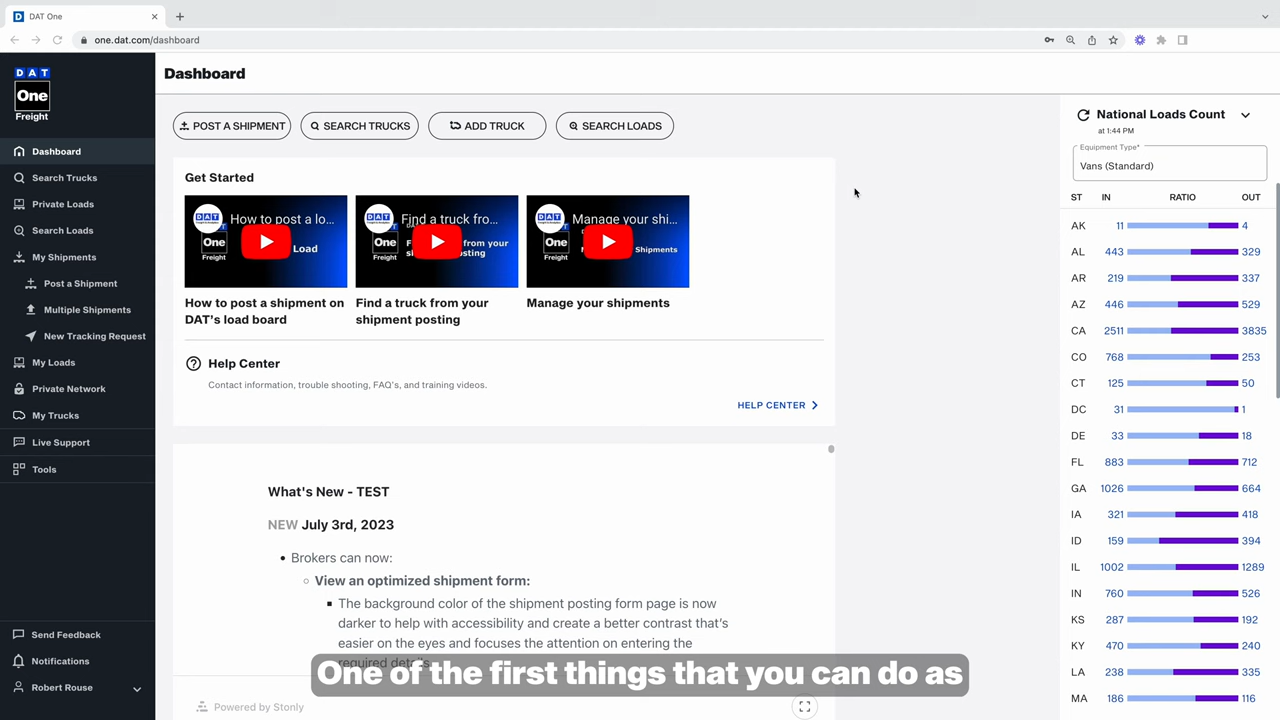 DAT One
one.dat.com/dashboard
DAT
One
Freight
Dashboard
Search Trucks
Private Loads
Search Loads
My Shipments
Post a Shipment
Multiple Shipments
New Tracking Request
My Loads
Private Network
My Trucks
Live Support
Tools
Send Feedback
Notifications
Robert Rouse
Dashboard
POST A SHIPMENT
SEARCH TRUCKS
ADD TRUCK
SEARCH LOADS
Get Started
How to post a lo...
One
Load
Freight
How to post a shipment on
DAT's load board
Find a truck fro...
One
from your
Freight
posting
Find a truck from your
shipment posting
Manage your shi...
One
Shipments
Freight
Manage your shipments
Help Center
Contact information, trouble shooting, FAQ's, and training videos.
HELP CENTER
What's New - TEST
NEW July 3rd, 2023
• Brokers can now:
View an optimized shipment form:
The background color of the shipment posting form page is now
darker to help with accessibility and create a better contrast that's
easier on the eyes and focuses the attention on entering the
required details
One of the first things that you can do as
Powered by Stonly
National Loads Count
at 1:44 PM
Equipment Type*
Vans (Standard)
ST IN RATIO OUT
AK 11 4
AL 443 329
AR 219 337
AZ 446 529
CA 2511 3835
CO 768 253
CT 125 50
DC 31 1
DE 33 18
FL 883 712
GA 1026 664
IA 321 418
ID 159 394
IL 1002 1289
IN 760 526
KS 287 192
KY 470 240
LA 238 335
MA 186 116